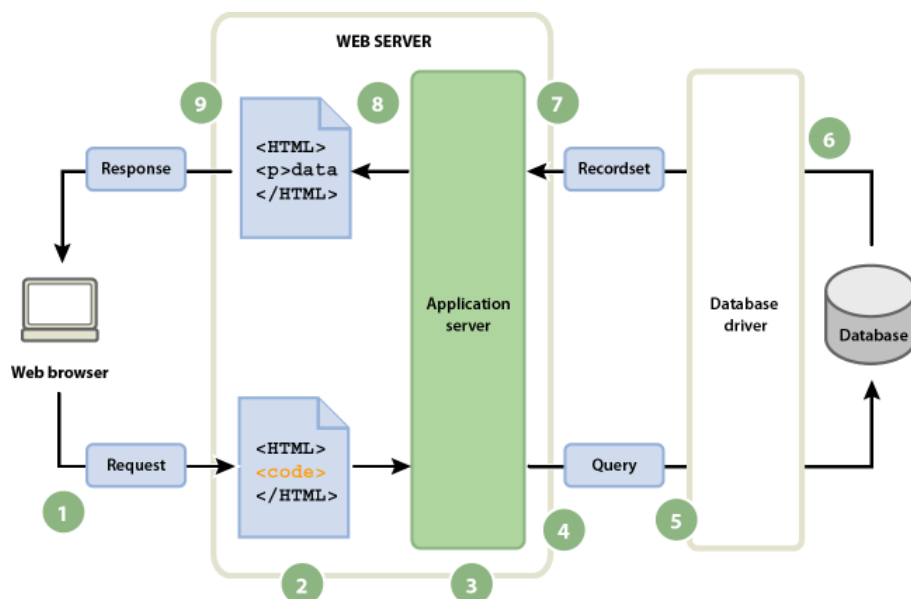 WEB SERVER
9
8
7
6
<HTML>
<p>data
</HTML>
Response
Recordset
Application
server
Database
driver
Database
Web browser
<HTML>
<code>
</HTML>
Request
Query
1
2
3
4
5